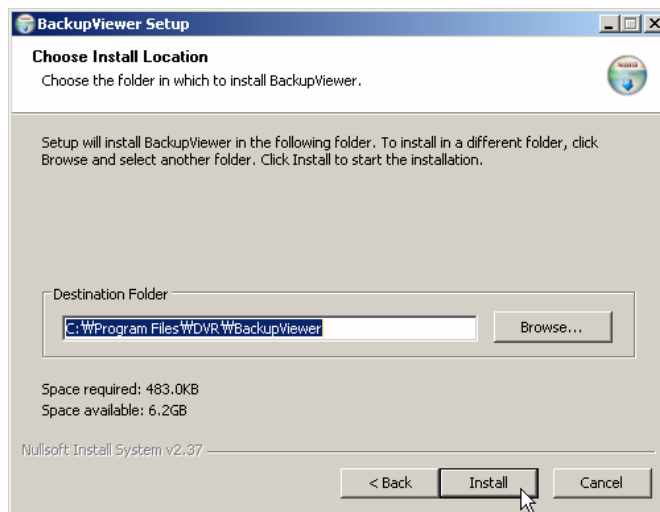 BackupViewer Setup
Choose Install Location
Choose the folder in which to install BackupViewer.
Setup will install BackupViewer in the following folder. To install in a different folder, click
Browse and select another folder. Click Install to start the installation.
Destination Folder
C:₩Program Files₩DVR₩BackupViewer
Browse...
Space required: 483.0KB
Space available: 6.2GB
Nullsoft Install System v2.37
< Back
Install
Cancel